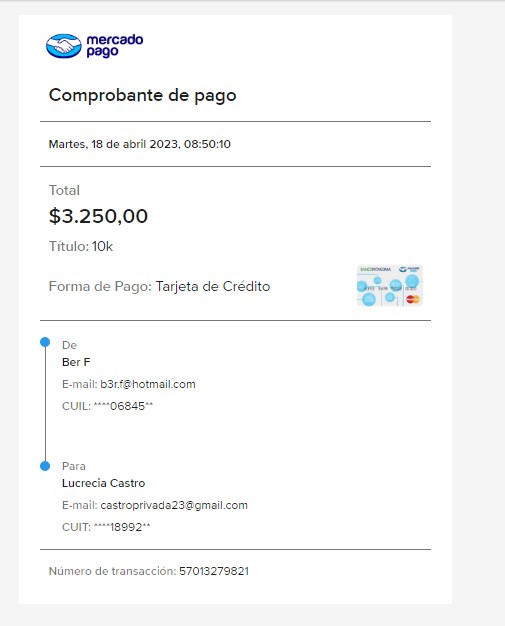 mercado
pago
Comprobante de pago
Martes, 18 de abril 2023, 08:50:10
Total
$3.250,00
Título: 10k
Forma de Pago: Tarjeta de Crédito
De
Ber F
E-mail: b3r.f@hotmail.com
CUIL: ****06845**
Para
Lucrecia Castro
E-mail: castroprivada23@gmail.com
CUIT: ****18992**
Número de transacción: 57013279821